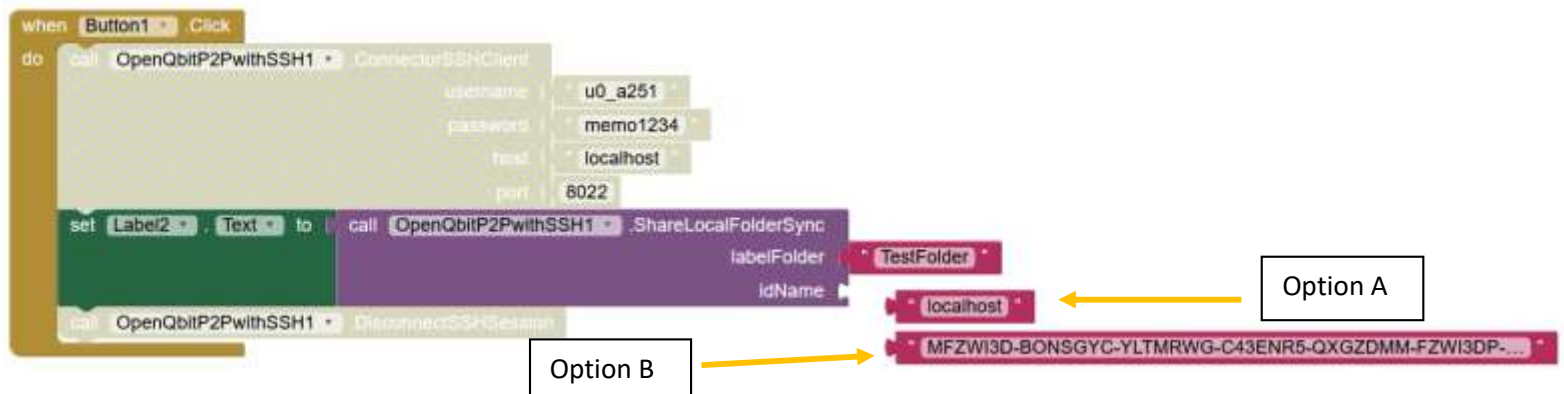 when Button1 .Click
do call OpenQbitP2PwithSSH1 .ConnectorSSHClient
username " u0_a251 "
password " memo1234 "
host " localhost "
port 8022
set Label2 . Text to call OpenQbitP2PwithSSH1 .ShareLocalFolderSync
labelFolder " TestFolder "
idName
" localhost "
Option A
call OpenQbitP2PwithSSH1 .DisconnectSSHSession
" MFZWI3D-BONSGYC-YLTMRWG-C43ENR5-QXGZDMM-FZWI3DP-... "
Option B